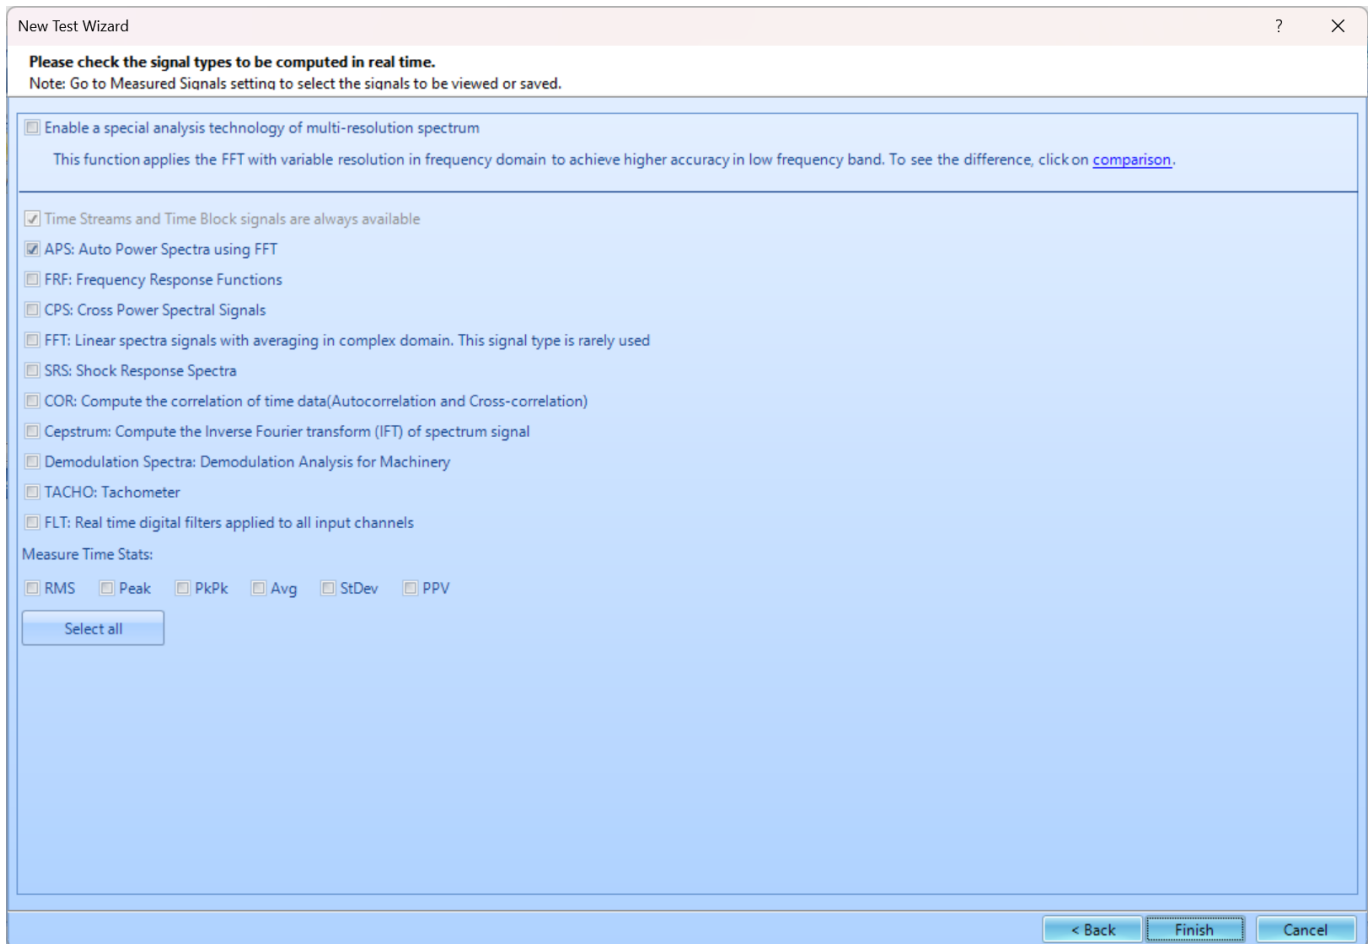 New Test Wizard ?
Please check the signal types to be computed in real time.
Note: Go to Measured Signals setting to select the signals to be viewed or saved.
Enable a special analysis technology of multi-resolution spectrum
This function applies the FFT with variable resolution in frequency domain to achieve higher accuracy in low frequency band. To see the difference, click on comparison.
Time Streams and Time Block signals are always available
APS: Auto Power Spectra using FFT
FRF: Frequency Response Functions
CPS: Cross Power Spectral Signals
FFT: Linear spectra signals with averaging in complex domain. This signal type is rarely used
SRS: Shock Response Spectra
COR: Compute the correlation of time data(Autocorrelation and Cross-correlation)
Cepstrum: Compute the Inverse Fourier transform (IFT) of spectrum signal
Demodulation Spectra: Demodulation Analysis for Machinery
TACHO: Tachometer
FLT: Real time digital filters applied to all input channels
Measure Time Stats:
RMS Peak PkPk Avg StDev PPV
Select all
< Back Finish Cancel